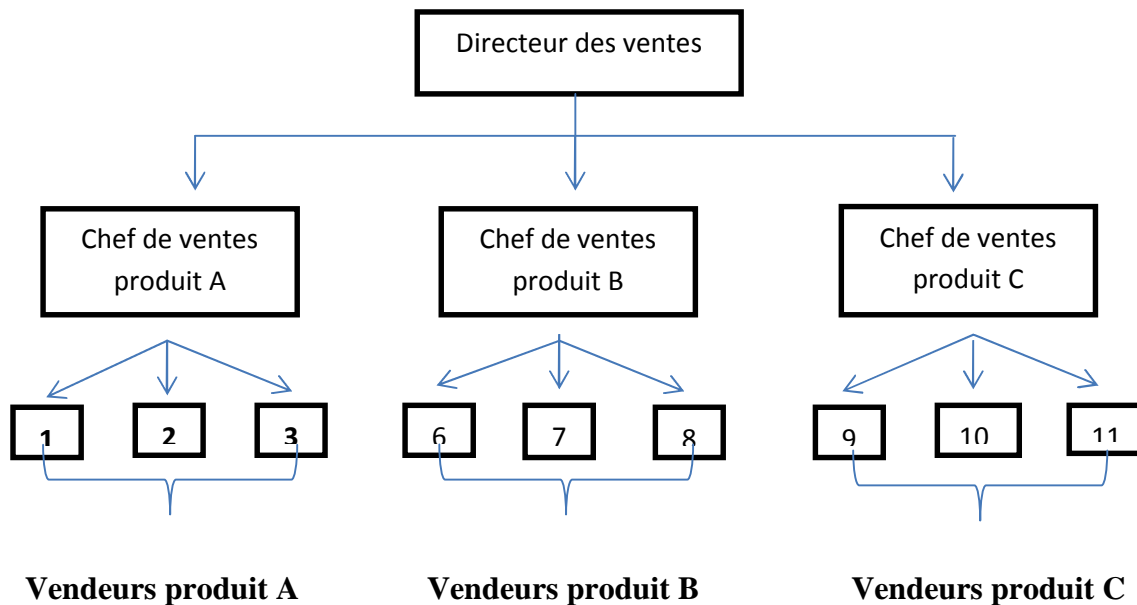 Directeur des ventes
Chef de ventes
produit A
Chef de ventes
produit B
Chef de ventes
produit C
1
2
3
6
7
8
9
10
11
Vendeurs produit A
Vendeurs produit B
Vendeurs produit C